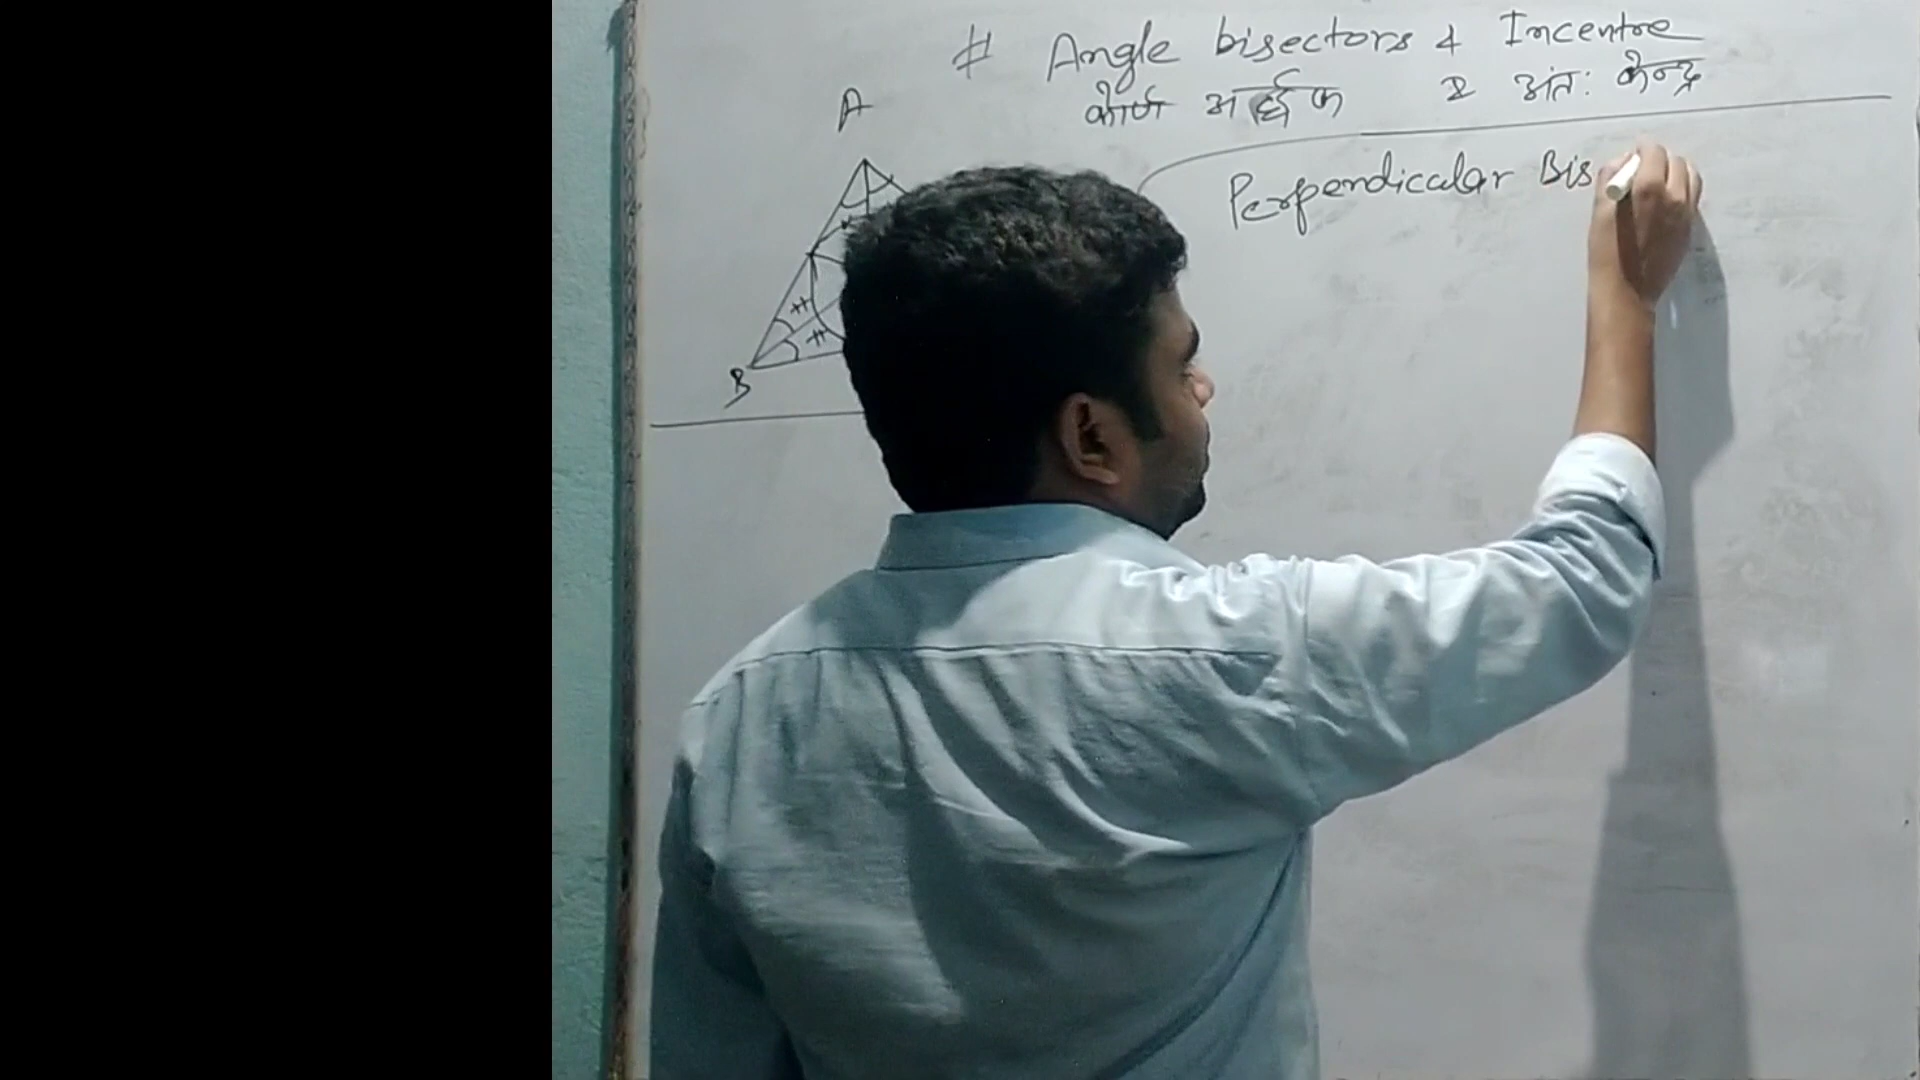 # Angle bisectors & Incentre
कोण अर्द्धक व अंतः केन्द्र
A
Perpendicular Bis
B